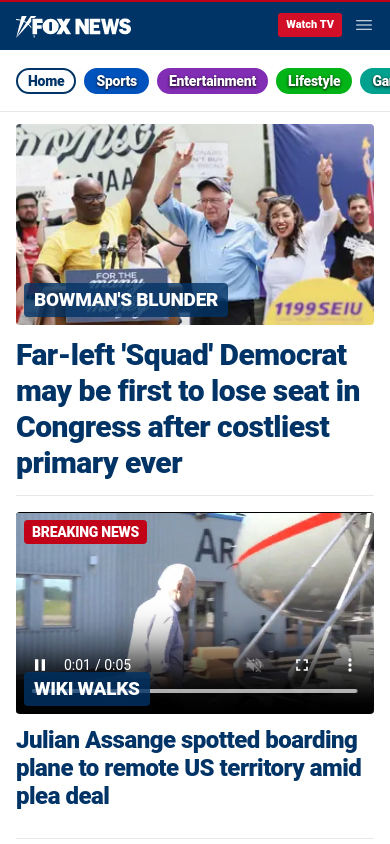 FOX NEWS
Watch TV
Home
Sports
Entertainment
Lifestyle
Ga
FOR THE
many
money
1199SEIU
BOWMAN'S BLUNDER
Far-left 'Squad' Democrat
may be first to lose seat in
Congress after costliest
primary ever
BREAKING NEWS
AR
0:01 / 0:05
WIKI WALKS
Julian Assange spotted boarding
plane to remote US territory amid
plea deal